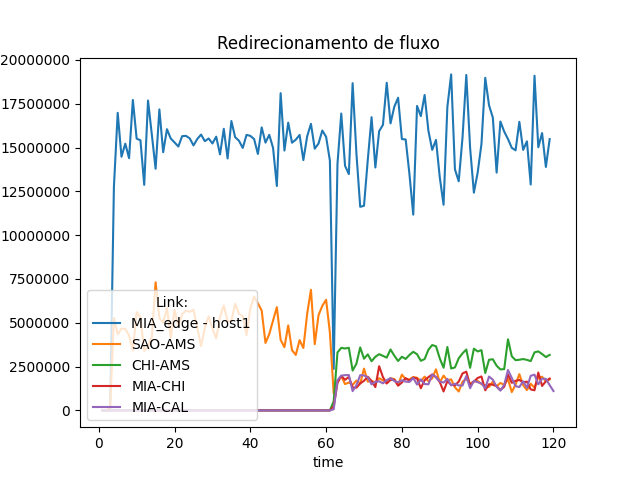 Redirecionamento de fluxo
20000000
17500000
15000000
12500000
10000000
7500000
5000000
2500000
0
Link:
MIA_edge - host1
SAO-AMS
CHI-AMS
MIA-CHI
MIA-CAL
0 20 40 60 80 100 120
time